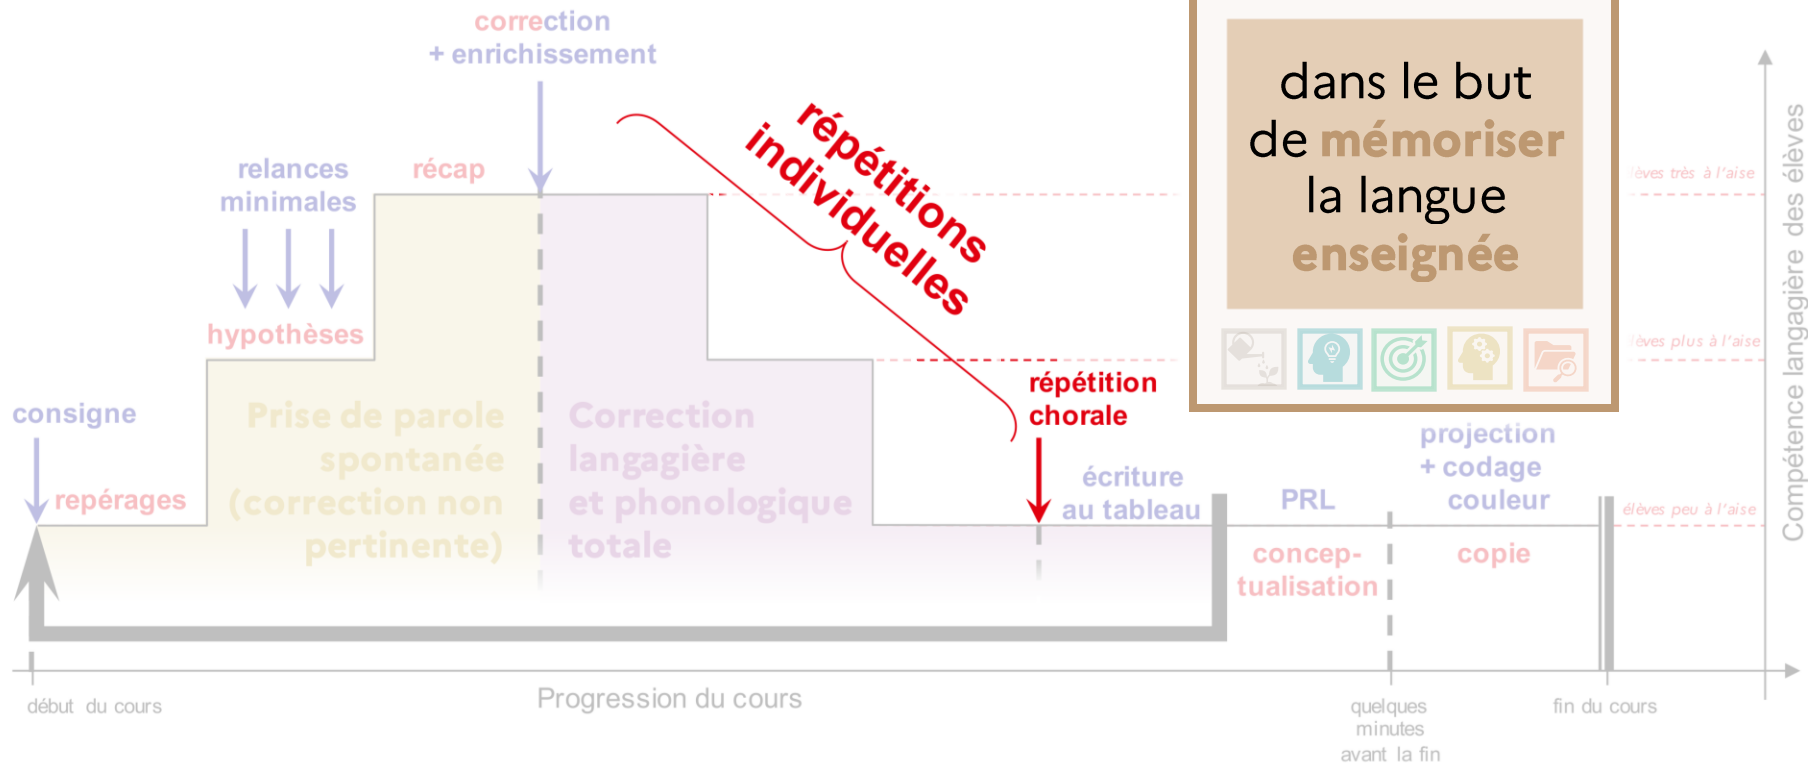 correction
+ enrichissement
relances
minimales
récap
hypothèses
répétitions
individuelles
dans le but
de mémoriser
la langue
enseignée
èves très à l'aise
èves plus à l'aise
élèves peu à l'aise
Compétence langagière des élèves
consigne
repérages
Prise de parole
spontanée
(correction non
pertinente)
Correction
langagière
et phonologique
totale
répétition
chorale
écriture
au tableau
PRL
projection
+ codage
couleur
concep-
tualisation
copie
début du cours
Progression du cours
quelques
minutes
avant la fin
fin du cours